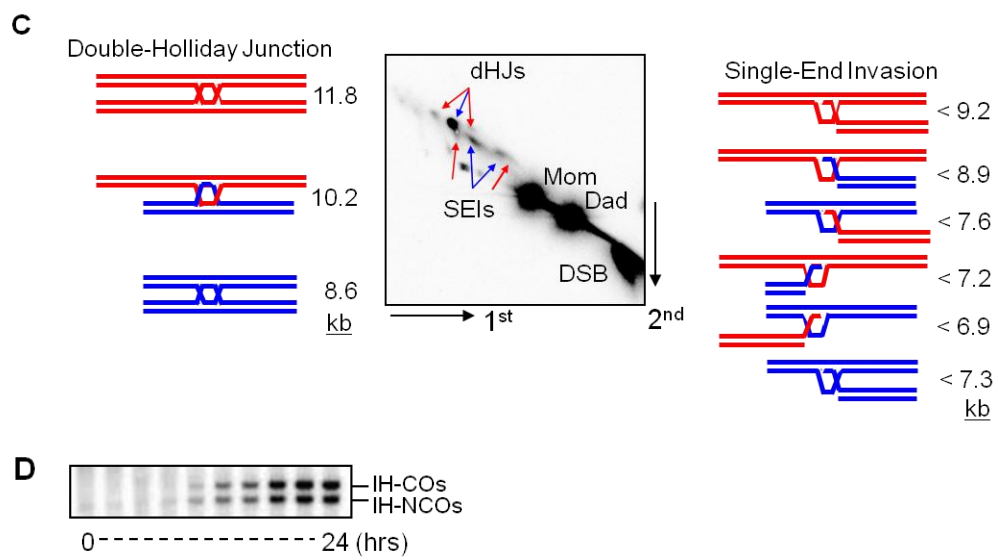 C
Double-Holliday Junction
11.8
10.2
8.6
kb
dHJs
Mom
Dad
SEIs
DSB
1st
2nd
Single-End Invasion
< 9.2
< 8.9
< 7.6
< 7.2
< 6.9
< 7.3
kb
D
IH-COs
IH-NCOs
0 - - - - - - - - - - - - - - 24 (hrs)